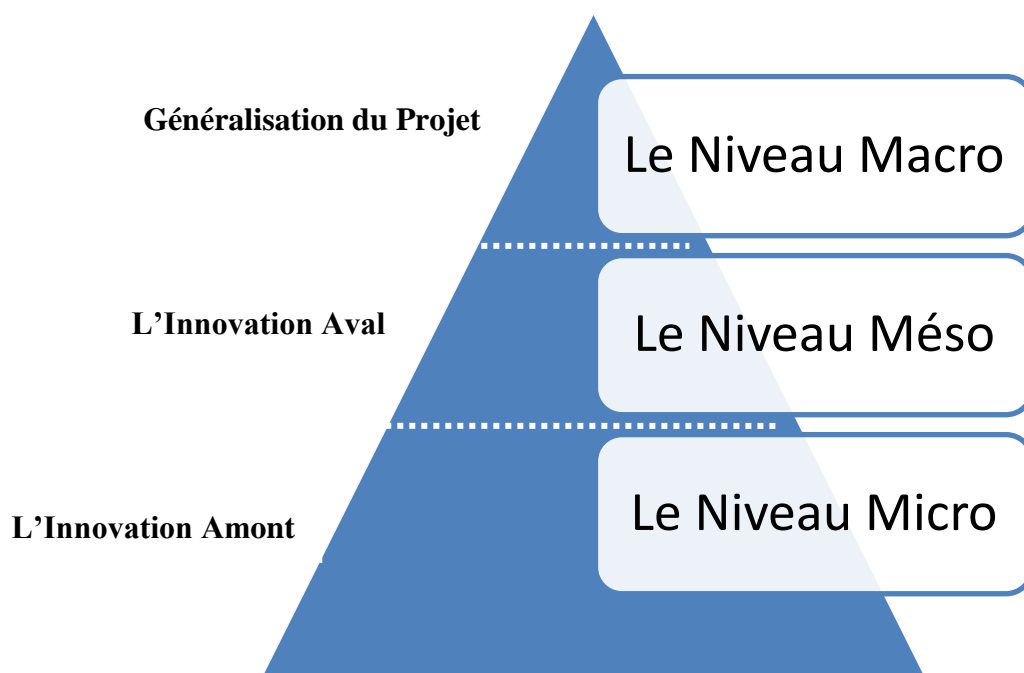 Généralisation du Projet
Le Niveau Macro
L’Innovation Aval
Le Niveau Méso
L’Innovation Amont
Le Niveau Micro